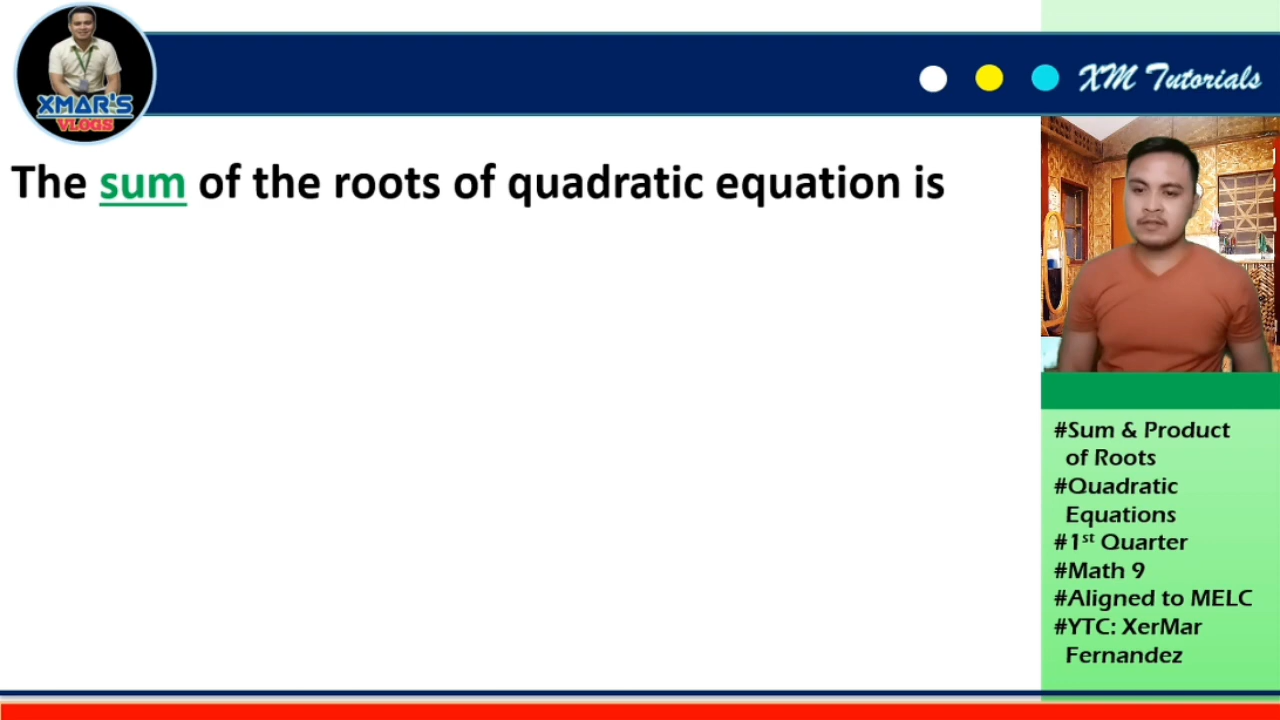 XMAR'S
VLOGS
XM Tutorials
The sum of the roots of quadratic equation is
#Sum & Product
of Roots
#Quadratic
Equations
#1st Quarter
#Math 9
#Aligned to MELC
#YTC: XerMar
Fernandez